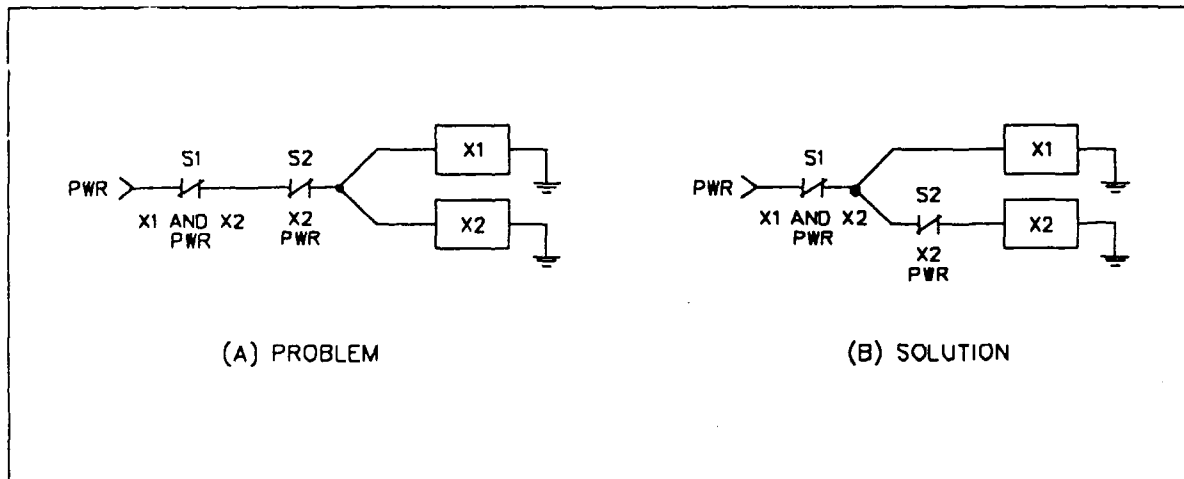 X1
S1
S2
PWR
X1 AND X2
PWR
X2
PWR
X2
(A) PROBLEM
X1
S1
PWR
S2
X1 AND X2
PWR
X2
X2
PWR
(B) SOLUTION